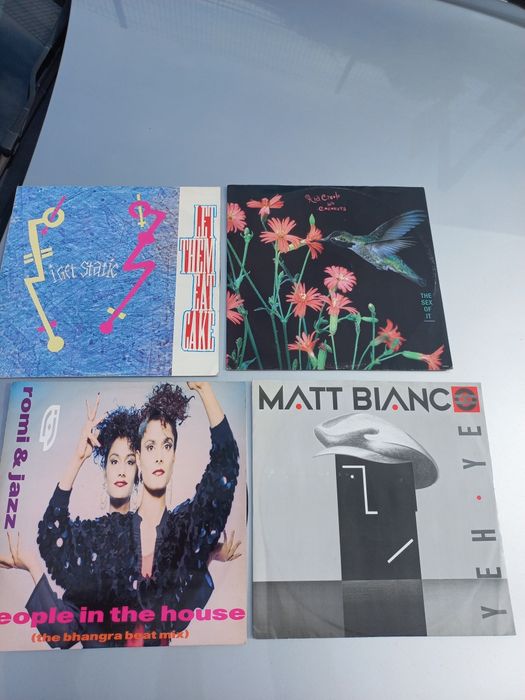 i Get Static
LET
THEM
EAT
CAKE
Kid Creole
and the
Coconuts
THE
SEX
OF
IT
romi & jazz
eople in the house
(the bhangra beat mix)
MATT BIANCO
YEH · YE